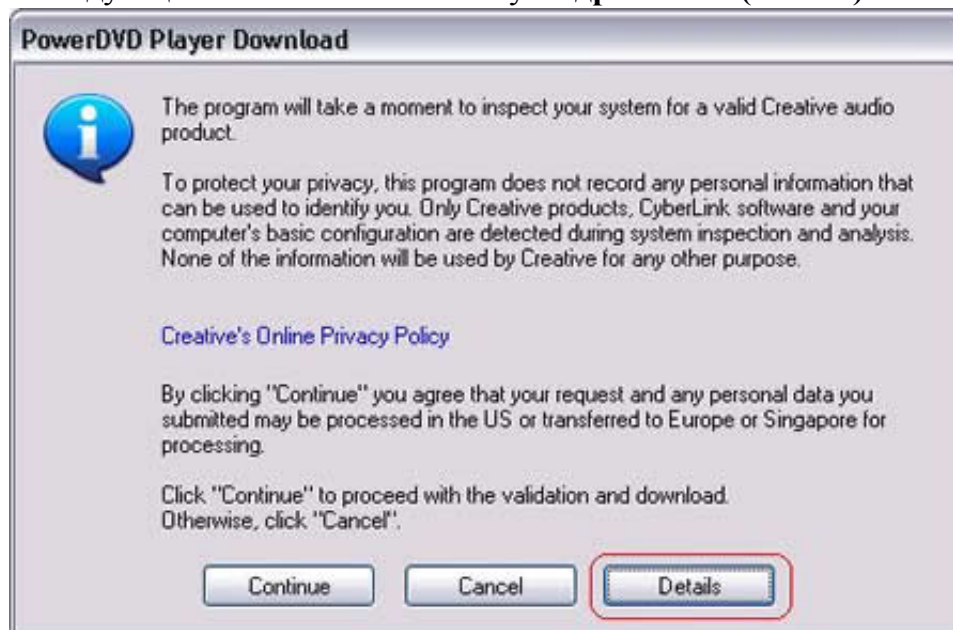 PowerDVD Player Download
The program will take a moment to inspect your system for a valid Creative audio
product.
To protect your privacy, this program does not record any personal information that
can be used to identify you. Only Creative products, CyberLink software and your
computer's basic configuration are detected during system inspection and analysis.
None of the information will be used by Creative for any other purpose.
Creative's Online Privacy Policy
By clicking "Continue" you agree that your request and any personal data you
submitted may be processed in the US or transferred to Europe or Singapore for
processing.
Click "Continue" to proceed with the validation and download.
Otherwise, click "Cancel".
Continue Cancel Details